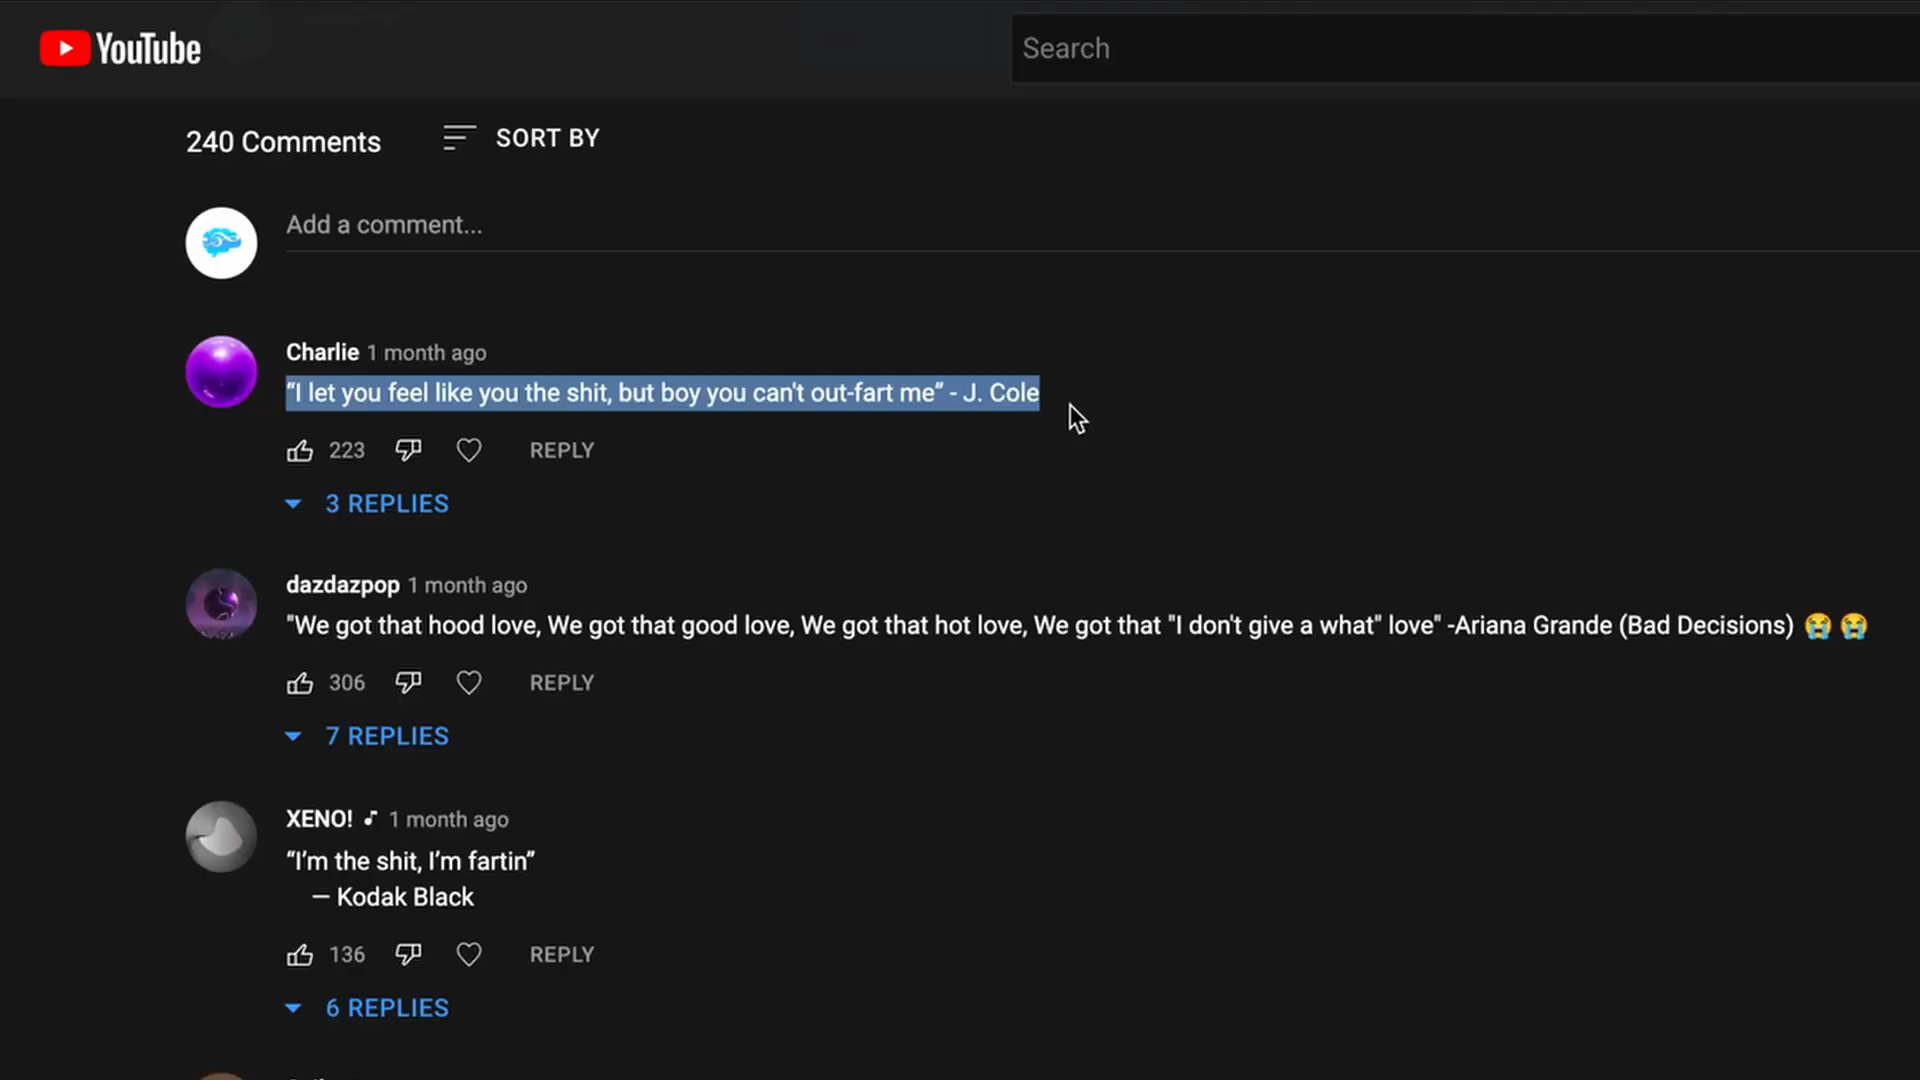 YouTube
Search
240 Comments
SORT BY
Add a comment...
Charlie 1 month ago
“I let you feel like you the shit, but boy you can't out-fart me” - J. Cole
223
REPLY
3 REPLIES
dazdazpop 1 month ago
"We got that hood love, We got that good love, We got that hot love, We got that "I don't give a what" love" -Ariana Grande (Bad Decisions) 😭 😭
306
REPLY
7 REPLIES
XENO! 🎵 1 month ago
“I’m the shit, I’m fartin”
— Kodak Black
136
REPLY
6 REPLIES